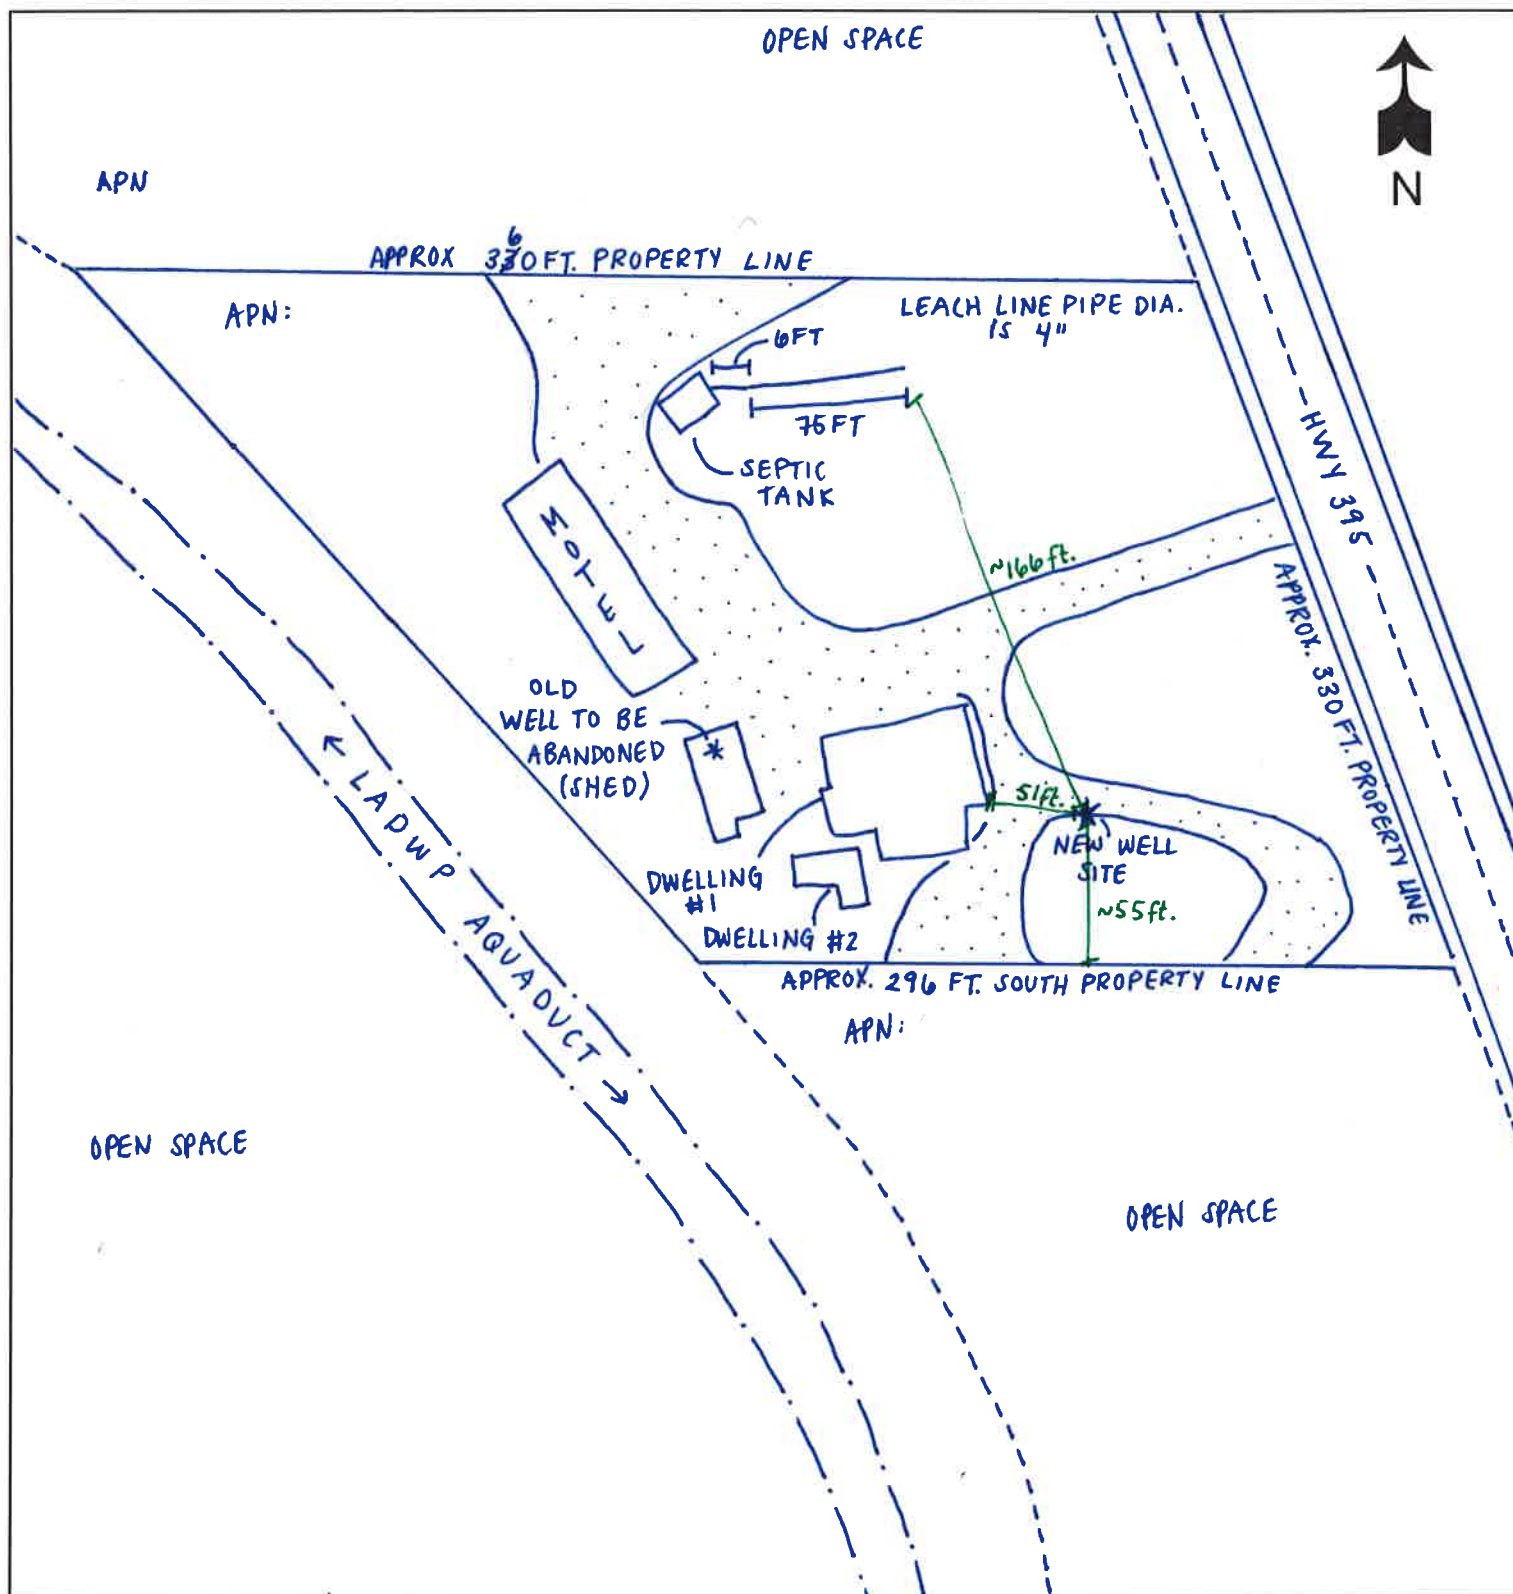 OPEN SPACE
N
APN
APPROX 360 FT. PROPERTY LINE
APN:
LEACH LINE PIPE DIA.
IS 4"
6FT
75FT
SEPTIC
TANK
HWY 395
MOTEL
~166ft.
APPROX. 330 FT. PROPERTY LINE
OLD
WELL TO BE
ABANDONED
(SHED)
← LADWP AQUADUCT →
51ft.
NEW WELL
SITE
DWELLING
#1
~55ft.
DWELLING #2
APPROX. 296 FT. SOUTH PROPERTY LINE
APN:
OPEN SPACE
OPEN SPACE